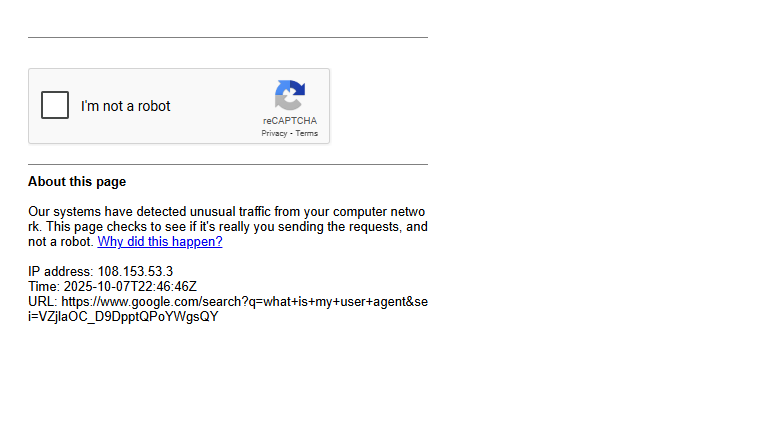 I'm not a robot
reCAPTCHA
Privacy - Terms
About this page
Our systems have detected unusual traffic from your computer netwo
rk. This page checks to see if it's really you sending the requests, and
not a robot. Why did this happen?
IP address: 108.153.53.3
Time: 2025-10-07T22:46:46Z
URL: https://www.google.com/search?q=what+is+my+user+agent&se
i=VZjlaOC_D9DpptQPoYWgsQY